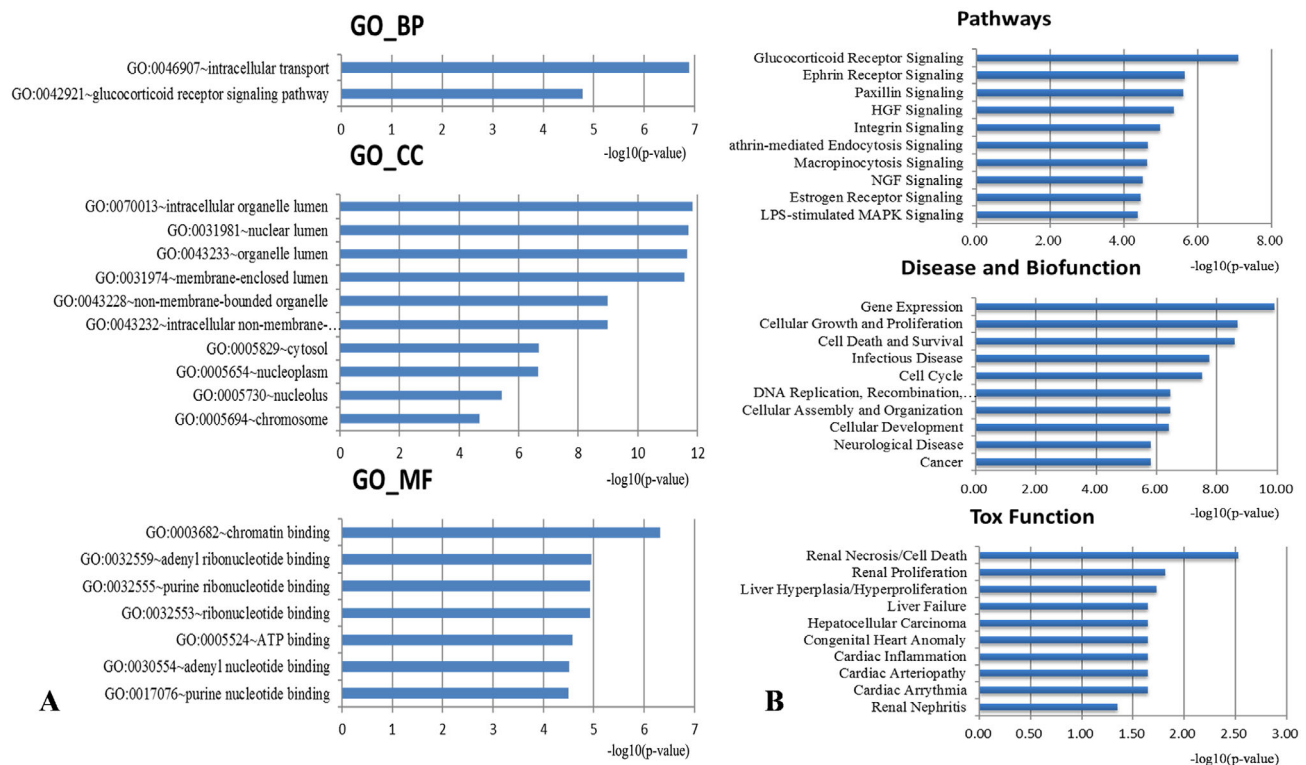 GO_BP
GO:0046907~intracellular transport
GO:0042921~glucocorticoid receptor signaling pathway
0 1 2 3 4 5 6 7
-log10(p-value)
GO_CC
GO:0070013~intracellular organelle lumen
GO:0031981~nuclear lumen
GO:0043233~organelle lumen
GO:0031974~membrane-enclosed lumen
GO:0043228~non-membrane-bounded organelle
GO:0043232~intracellular non-membrane-...
GO:0005829~cytosol
GO:0005654~nucleoplasm
GO:0005730~nucleolus
GO:0005694~chromosome
0 2 4 6 8 10 12
-log10(p-value)
GO_MF
GO:0003682~chromatin binding
GO:0032559~adenyl ribonucleotide binding
GO:0032555~purine ribonucleotide binding
GO:0032553~ribonucleotide binding
GO:0005524~ATP binding
GO:0030554~adenyl nucleotide binding
GO:0017076~purine nucleotide binding
0 1 2 3 4 5 6 7
-log10(p-value)
A
Pathways
Glucocorticoid Receptor Signaling
Ephrin Receptor Signaling
Paxillin Signaling
HGF Signaling
Integrin Signaling
athrin-mediated Endocytosis Signaling
Macropinocytosis Signaling
NGF Signaling
Estrogen Receptor Signaling
LPS-stimulated MAPK Signaling
0.00 2.00 4.00 6.00 8.00
-log10(p-value)
Disease and Biofunction
Gene Expression
Cellular Growth and Proliferation
Cell Death and Survival
Infectious Disease
Cell Cycle
DNA Replication, Recombination,...
Cellular Assembly and Organization
Cellular Development
Neurological Disease
Cancer
0.00 2.00 4.00 6.00 8.00 10.00
-log10(p-value)
Tox Function
Renal Necrosis/Cell Death
Renal Proliferation
Liver Hyperplasia/Hyperproliferation
Liver Failure
Hepatocellular Carcinoma
Congenital Heart Anomaly
Cardiac Inflammation
Cardiac Arteriopathy
Cardiac Arrythmia
Renal Nephritis
0.00 0.50 1.00 1.50 2.00 2.50 3.00
-log10(p-value)
B